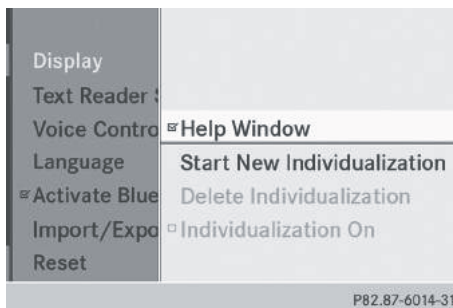 Display
Text Reader
Voice Contro
Language
Activate Blue
Import/Expo
Reset
Help Window
Start New Individualization
Delete Individualization
Individualization On
P82.87-6014-31